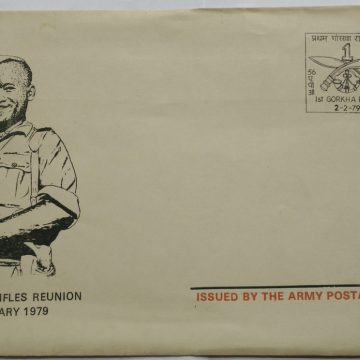 प्रथम गोरखा रा
1
56 ए पी ओ
1st GORKHA R
2-2-79
IFLES REUNION
ARY 1979
ISSUED BY THE ARMY POSTA